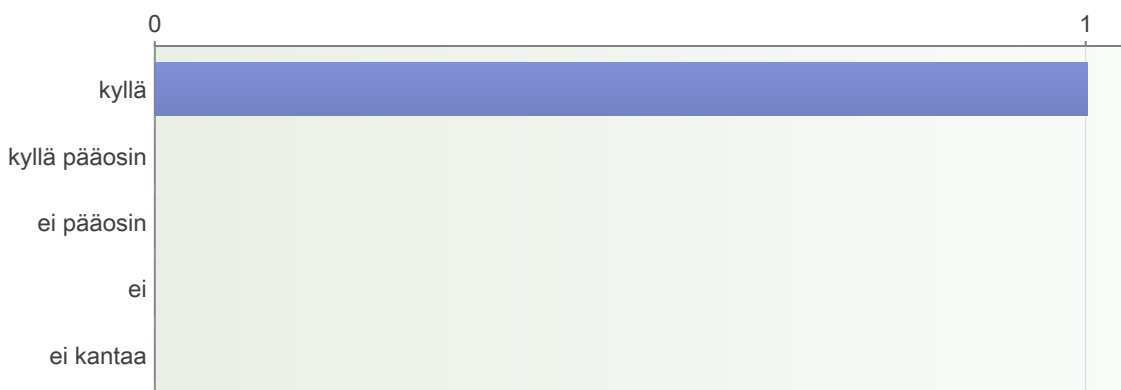 0 1
kyllä
kyllä pääosin
ei pääosin
ei
ei kantaa